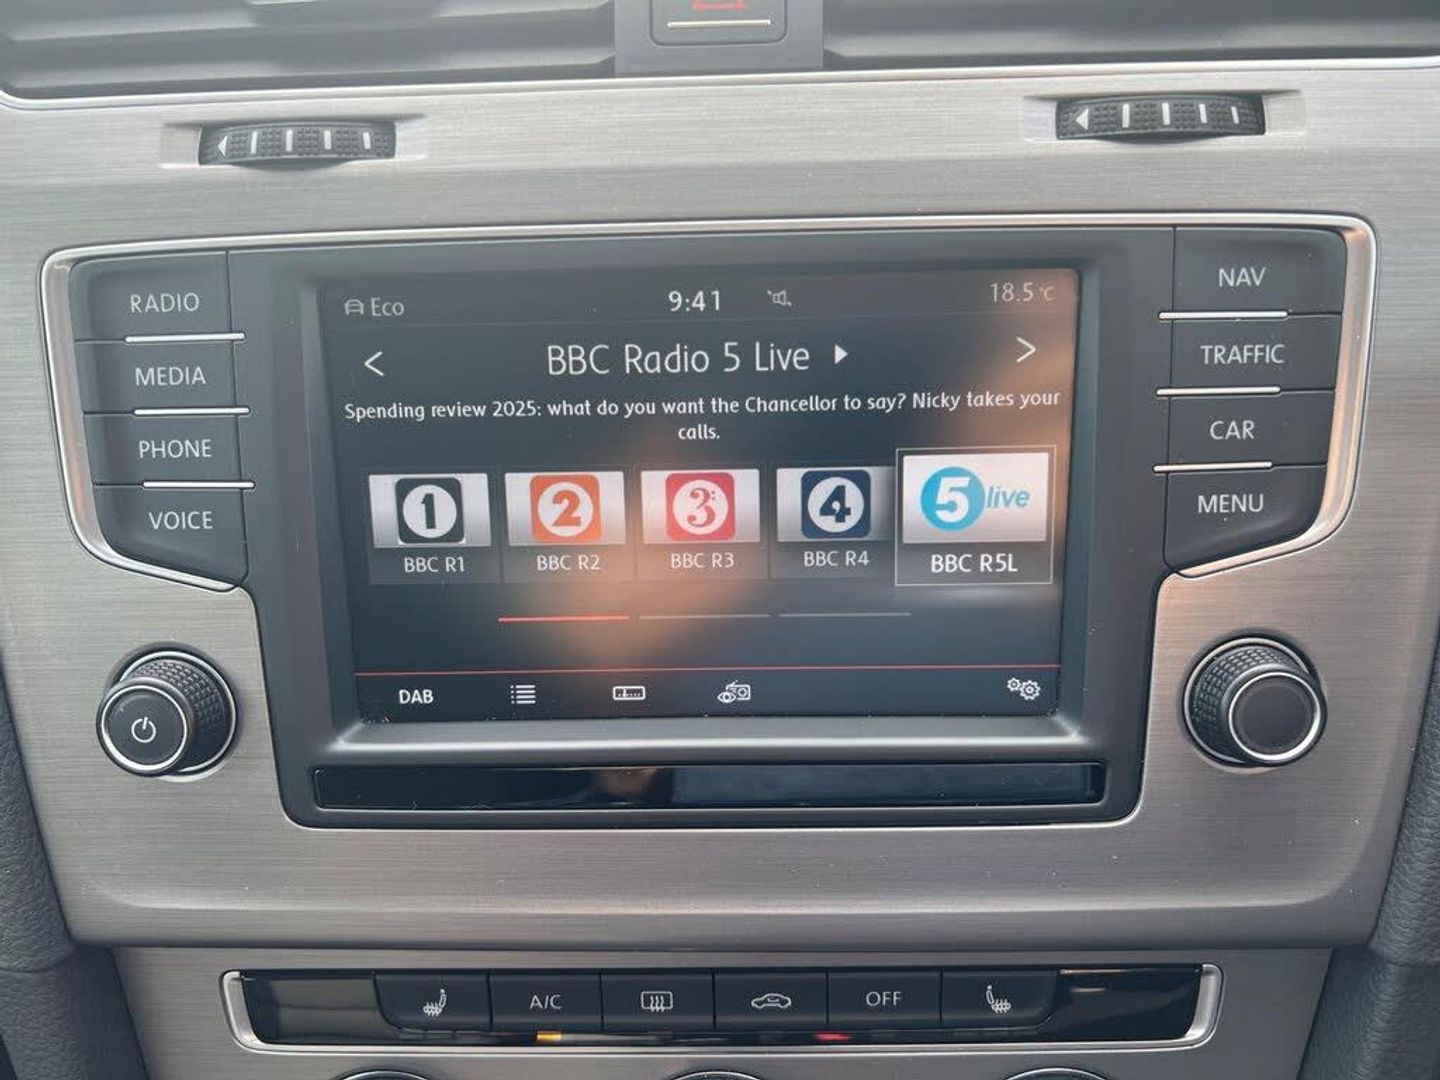 RADIO
MEDIA
PHONE
VOICE
NAV
TRAFFIC
CAR
MENU
Eco
9:41
18.5°C
< BBC Radio 5 Live >
Spending review 2025: what do you want the Chancellor to say? Nicky takes your
calls.
1 2 3 4 5 live
BBC R1 BBC R2 BBC R3 BBC R4 BBC R5L
DAB
A/C
OFF